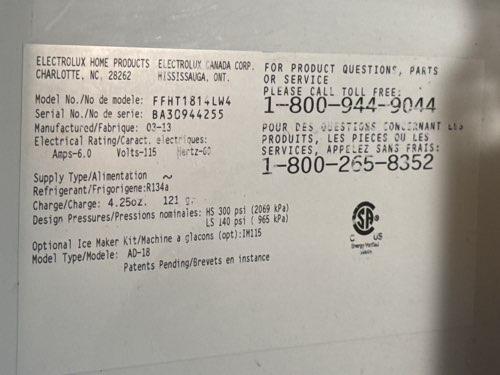 ELECTROLUX HOME PRODUCTS ELECTROLUX CANADA CORP.
CHARLOTTE, NC. 28262 MISSISSAUGA, ONT.
Model No./No de modele: FFHT1814LW4
Serial No./No de serie: BA30944255
Manufactured/Fabrique: 03-13
Electrical Rating/Caract. electriques:
Amps-6.0 Volts-115 Hertz-60
Supply Type/Alimentation ~
Refrigerant/Frigorigene:R134a
Charge/Charge: 4.25oz. 121 g.
Design Pressures/Pressions nominales: HS 300 psi (2069 kPa)
LS 140 psi ( 965 kPa)
Optional Ice Maker Kit/Machine a glacons (opt):IM115
Model Type/Modele: AD-18
Patents Pending/Brevets en instance
FOR PRODUCT QUESTIONS, PARTS
OR SERVICE
PLEASE CALL TOLL FREE:
1-800-944-9044
POUR DES QUESTIONS CONCERNANT LES
PRODUITS, LES PIECES OU LES
SERVICES, APPELEZ SANS FRAIS:
1-800-265-8352
SA
C US
Energy Verified